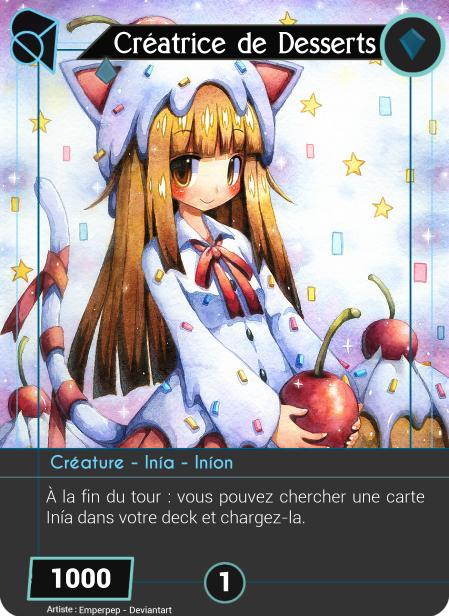 Créatrice de Desserts
Créature - Inía - Iníon
À la fin du tour : vous pouvez chercher une carte
Inía dans votre deck et chargez-la.
1000
1
Artiste : Emperpep - Deviantart